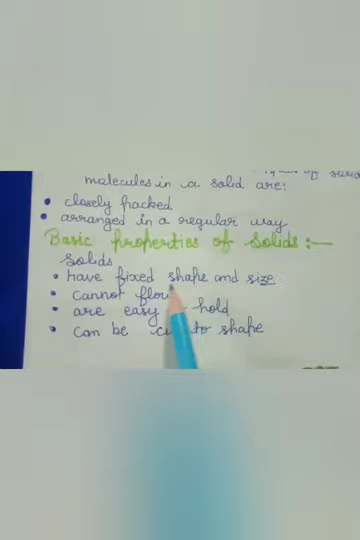 molecules in a solid are:
• closely packed
• arranged in a regular way
Basic properties of Solids:—
Solids
• have fixed shape and size
• cannot flow
• are easy hold
• can be to shape